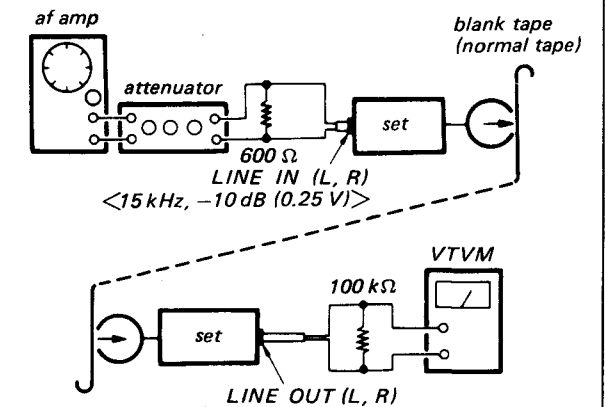 af amp
blank tape
(normal tape)
attenuator
set
600 Ω
LINE IN (L, R)
<15 kHz, −10 dB (0.25 V)>
VTVM
100 kΩ
set
LINE OUT (L, R)